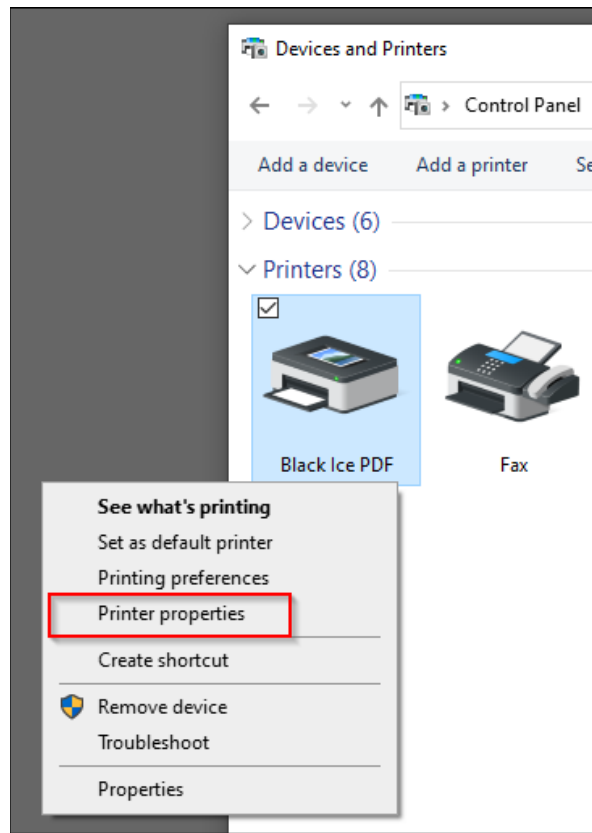 Devices and Printers
Control Panel
Add a device Add a printer Se
Devices (6)
Printers (8)
Black Ice PDF Fax
See what's printing
Set as default printer
Printing preferences
Printer properties
Create shortcut
Remove device
Troubleshoot
Properties